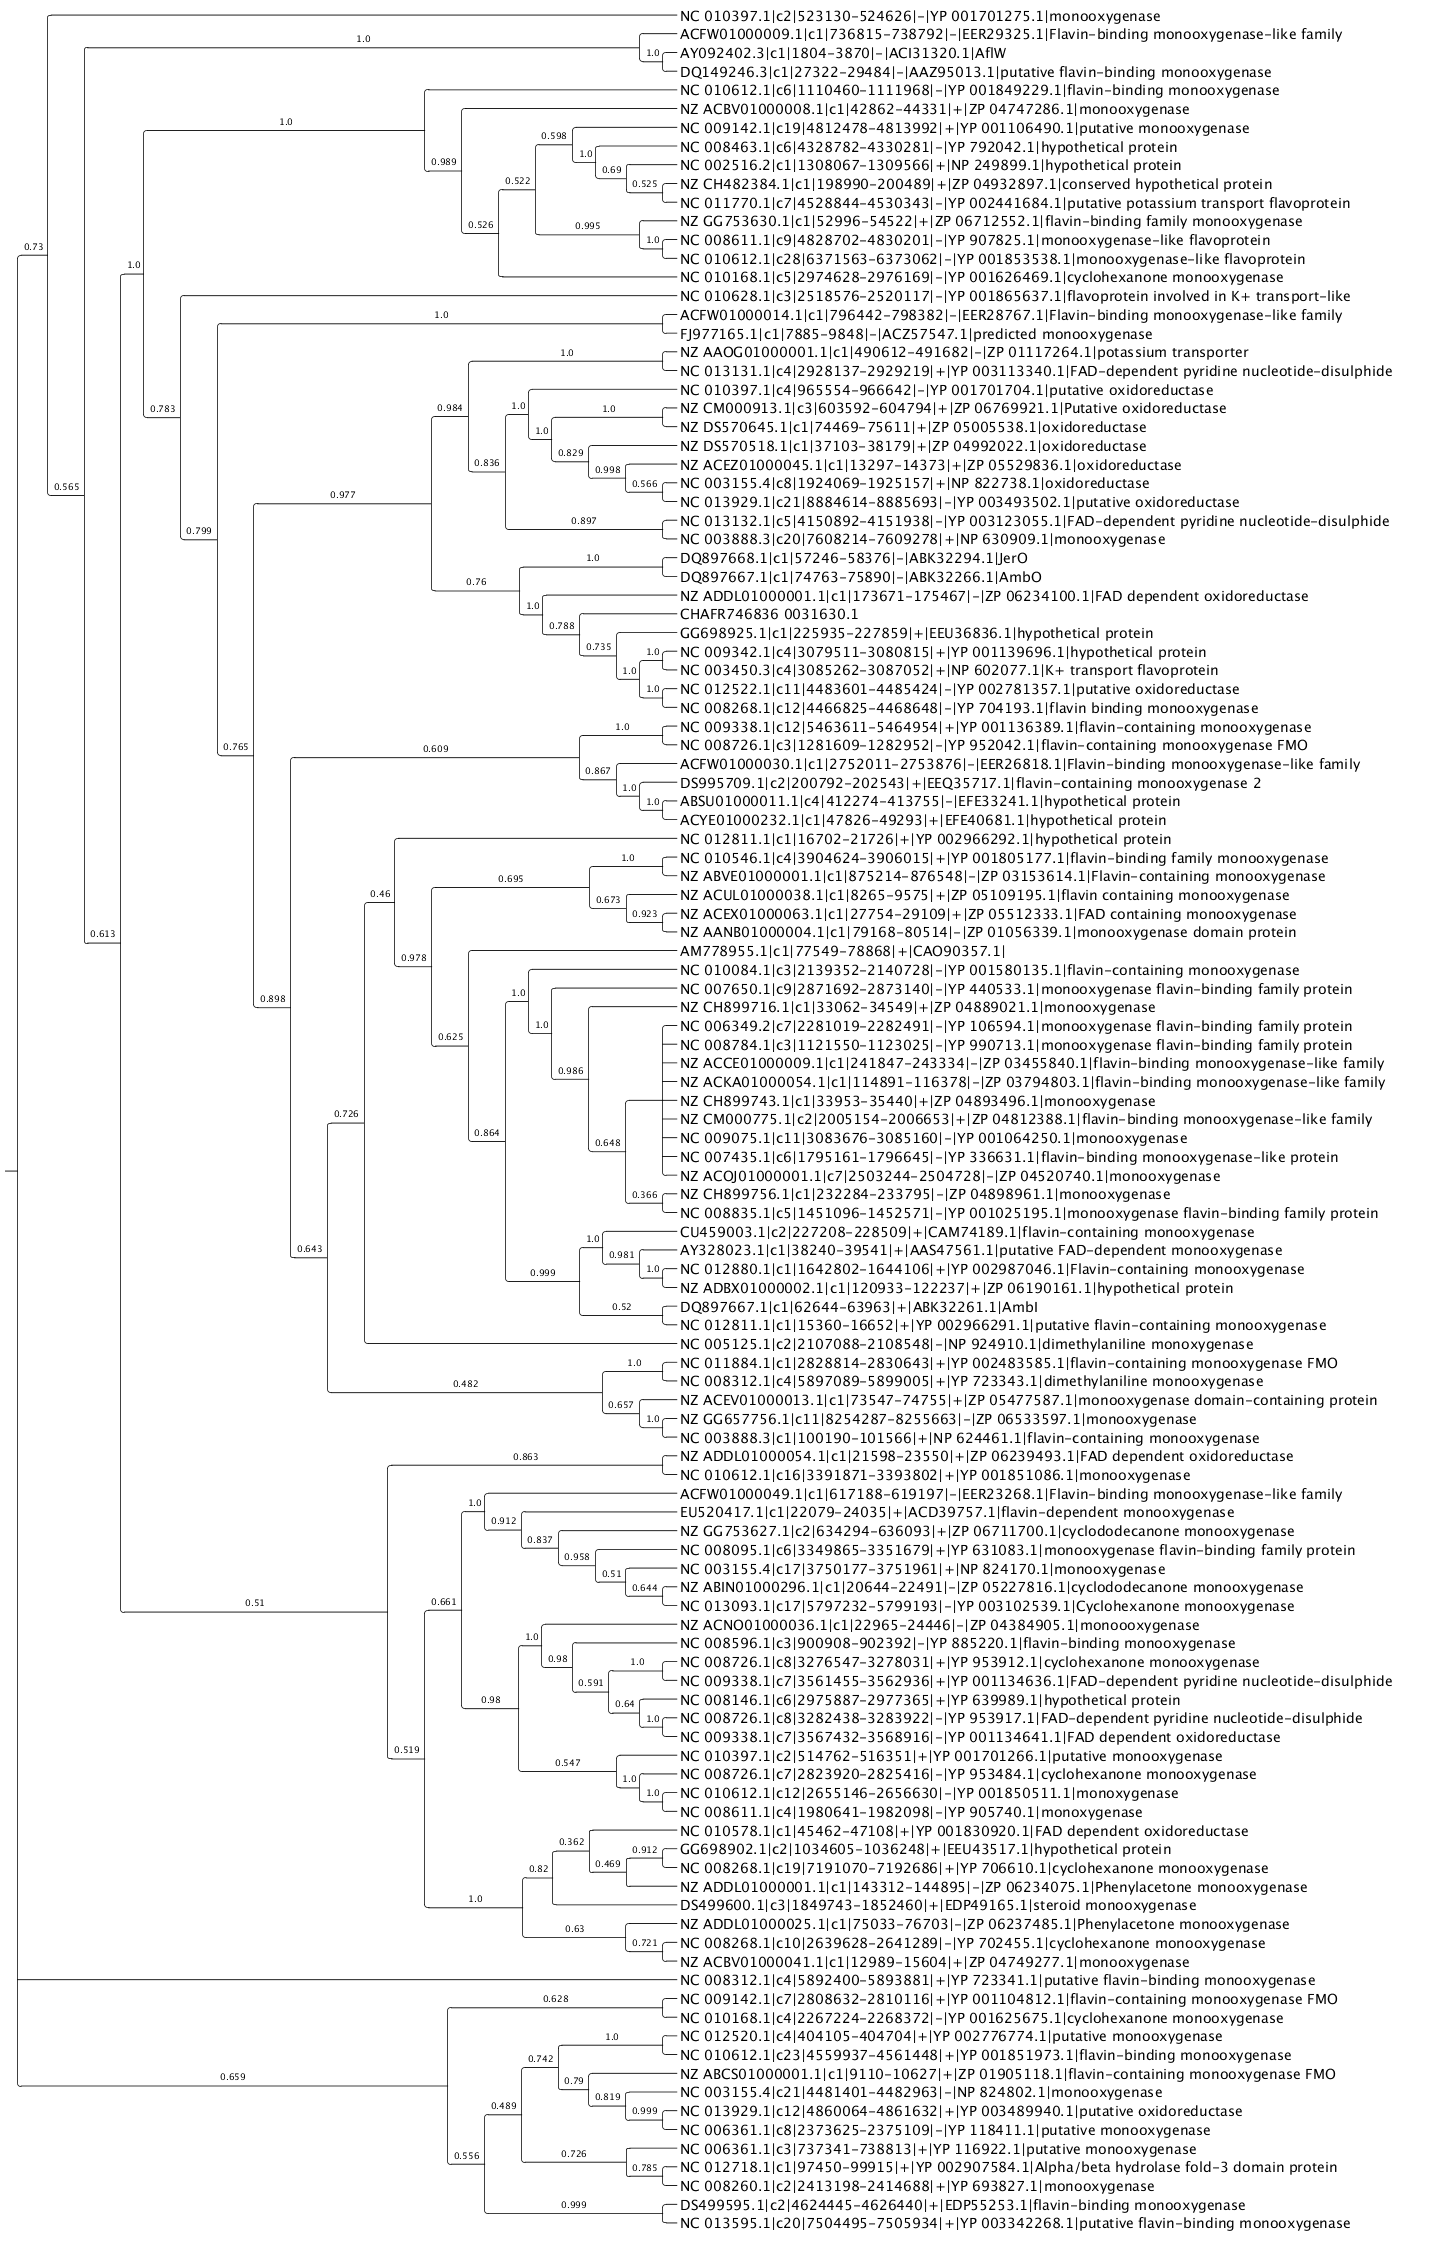 NC 010397.1|c2|523130-524626|-|YP 001701275.1|monooxygenase
ACFW01000009.1|c1|736815-738792|-|EER29325.1|Flavin-binding monooxygenase-like family
1.0
AY092402.3|c1|1804-3870|-|ACI31320.1|AflW
1.0
DQ149246.3|c1|27322-29484|-|AAZ95013.1|putative flavin-binding monooxygenase
NC 010612.1|c6|1110460-1111968|-|YP 001849229.1|flavin-binding monooxygenase
NZ ACBV01000008.1|c1|42862-44331|+|ZP 04747286.1|monooxygenase
1.0
NC 009142.1|c19|4812478-4813992|+|YP 001106490.1|putative monooxygenase
0.598
NC 008463.1|c6|4328782-4330281|-|YP 792042.1|hypothetical protein
1.0
0.989
NC 002516.2|c1|1308067-1309566|+|NP 249899.1|hypothetical protein
0.69
0.522
0.525
NZ CH482384.1|c1|198990-200489|+|ZP 04932897.1|conserved hypothetical protein
NC 011770.1|c7|4528844-4530343|-|YP 002441684.1|putative potassium transport flavoprotein
NZ GG753630.1|c1|52996-54522|+|ZP 06712552.1|flavin-binding family monooxygenase
0.526
0.995
NC 008611.1|c9|4828702-4830201|-|YP 907825.1|monooxygenase-like flavoprotein
1.0
0.73
NC 010612.1|c28|6371563-6373062|-|YP 001853538.1|monooxygenase-like flavoprotein
1.0
NC 010168.1|c5|2974628-2976169|-|YP 001626469.1|cyclohexanone monooxygenase
NC 010628.1|c3|2518576-2520117|-|YP 001865637.1|flavoprotein involved in K+ transport-like
ACFW01000014.1|c1|796442-798382|-|EER28767.1|Flavin-binding monooxygenase-like family
1.0
FJ977165.1|c1|7885-9848|-|ACZ57547.1|predicted monooxygenase
NZ AAOG01000001.1|c1|490612-491682|-|ZP 01117264.1|potassium transporter
1.0
NC 013131.1|c4|2928137-2929219|+|YP 003113340.1|FAD-dependent pyridine nucleotide-disulphide
NC 010397.1|c4|965554-966642|-|YP 001701704.1|putative oxidoreductase
0.783
0.984
1.0
NZ CM000913.1|c3|603592-604794|+|ZP 06769921.1|Putative oxidoreductase
1.0
NZ DS570645.1|c1|74469-75611|+|ZP 05005538.1|oxidoreductase
1.0
NZ DS570518.1|c1|37103-38179|+|ZP 04992022.1|oxidoreductase
0.829
0.836
NZ ACEZ01000045.1|c1|13297-14373|+|ZP 05529836.1|oxidoreductase
0.998
0.565
NC 003155.4|c8|1924069-1925157|+|NP 822738.1|oxidoreductase
0.566
0.977
NC 013929.1|c21|8884614-8885693|-|YP 003493502.1|putative oxidoreductase
NC 013132.1|c5|4150892-4151938|-|YP 003123055.1|FAD-dependent pyridine nucleotide-disulphide
0.897
0.799
NC 003888.3|c20|7608214-7609278|+|NP 630909.1|monooxygenase
DQ897668.1|c1|57246-58376|-|ABK32294.1|JerO
1.0
DQ897667.1|c1|74763-75890|-|ABK32266.1|AmbO
0.76
NZ ADDL01000001.1|c1|173671-175467|-|ZP 06234100.1|FAD dependent oxidoreductase
1.0
CHAFR746836 0031630.1
0.788
GG698925.1|c1|225935-227859|+|EEU36836.1|hypothetical protein
0.735
NC 009342.1|c4|3079511-3080815|+|YP 001139696.1|hypothetical protein
1.0
NC 003450.3|c4|3085262-3087052|+|NP 602077.1|K+ transport flavoprotein
1.0
NC 012522.1|c11|4483601-4485424|-|YP 002781357.1|putative oxidoreductase
1.0
NC 008268.1|c12|4466825-4468648|-|YP 704193.1|flavin binding monooxygenase
NC 009338.1|c12|5463611-5464954|+|YP 001136389.1|flavin-containing monooxygenase
1.0
NC 008726.1|c3|1281609-1282952|-|YP 952042.1|flavin-containing monooxygenase FMO
0.765
0.609
ACFW01000030.1|c1|2752011-2753876|-|EER26818.1|Flavin-binding monooxygenase-like family
0.867
DS995709.1|c2|200792-202543|+|EEQ35717.1|flavin-containing monooxygenase 2
1.0
ABSU01000011.1|c4|412274-413755|-|EFE33241.1|hypothetical protein
1.0
ACYE01000232.1|c1|47826-49293|+|EFE40681.1|hypothetical protein
NC 012811.1|c1|16702-21726|+|YP 002966292.1|hypothetical protein
NC 010546.1|c4|3904624-3906015|+|YP 001805177.1|flavin-binding family monooxygenase
1.0
NZ ABVE01000001.1|c1|875214-876548|-|ZP 03153614.1|Flavin-containing monooxygenase
0.695
0.46
NZ ACUL01000038.1|c1|8265-9575|+|ZP 05109195.1|flavin containing monooxygenase
0.673
NZ ACEX01000063.1|c1|27754-29109|+|ZP 05512333.1|FAD containing monooxygenase
0.923
0.613
NZ AANB01000004.1|c1|79168-80514|-|ZP 01056339.1|monooxygenase domain protein
AM778955.1|c1|77549-78868|+|CAO90357.1|
0.978
NC 010084.1|c3|2139352-2140728|-|YP 001580135.1|flavin-containing monooxygenase
NC 007650.1|c9|2871692-2873140|-|YP 440533.1|monooxygenase flavin-binding family protein
1.0
0.898
NZ CH899716.1|c1|33062-34549|+|ZP 04889021.1|monooxygenase
NC 006349.2|c7|2281019-2282491|-|YP 106594.1|monooxygenase flavin-binding family protein
1.0
0.625
NC 008784.1|c3|1121550-1123025|-|YP 990713.1|monooxygenase flavin-binding family protein
NZ ACCE01000009.1|c1|241847-243334|-|ZP 03455840.1|flavin-binding monooxygenase-like family
0.986
NZ ACKA01000054.1|c1|114891-116378|-|ZP 03794803.1|flavin-binding monooxygenase-like family
NZ CH899743.1|c1|33953-35440|+|ZP 04893496.1|monooxygenase
0.726
NZ CM000775.1|c2|2005154-2006653|+|ZP 04812388.1|flavin-binding monooxygenase-like family
0.864
NC 009075.1|c11|3083676-3085160|-|YP 001064250.1|monooxygenase
0.648
NC 007435.1|c6|1795161-1796645|-|YP 336631.1|flavin-binding monooxygenase-like protein
NZ ACQJ01000001.1|c7|2503244-2504728|-|ZP 04520740.1|monooxygenase
NZ CH899756.1|c1|232284-233795|-|ZP 04898961.1|monooxygenase
0.366
NC 008835.1|c5|1451096-1452571|-|YP 001025195.1|monooxygenase flavin-binding family protein
CU459003.1|c2|227208-228509|+|CAM74189.1|flavin-containing monooxygenase
1.0
0.643
AY328023.1|c1|38240-39541|+|AAS47561.1|putative FAD-dependent monooxygenase
0.981
NC 012880.1|c1|1642802-1644106|+|YP 002987046.1|Flavin-containing monooxygenase
0.999
1.0
NZ ADBX01000002.1|c1|120933-122237|+|ZP 06190161.1|hypothetical protein
DQ897667.1|c1|62644-63963|+|ABK32261.1|AmbI
0.52
NC 012811.1|c1|15360-16652|+|YP 002966291.1|putative flavin-containing monooxygenase
NC 005125.1|c2|2107088-2108548|-|NP 924910.1|dimethylaniline monoxygenase
NC 011884.1|c1|2828814-2830643|+|YP 002483585.1|flavin-containing monooxygenase FMO
1.0
NC 008312.1|c4|5897089-5899005|+|YP 723343.1|dimethylaniline monooxygenase
0.482
NZ ACEV01000013.1|c1|73547-74755|+|ZP 05477587.1|monooxygenase domain-containing protein
0.657
NZ GG657756.1|c11|8254287-8255663|-|ZP 06533597.1|monooxygenase
1.0
NC 003888.3|c1|100190-101566|+|NP 624461.1|flavin-containing monooxygenase
NZ ADDL01000054.1|c1|21598-23550|+|ZP 06239493.1|FAD dependent oxidoreductase
0.863
NC 010612.1|c16|3391871-3393802|+|YP 001851086.1|monooxygenase
ACFW01000049.1|c1|617188-619197|-|EER23268.1|Flavin-binding monooxygenase-like family
1.0
EU520417.1|c1|22079-24035|+|ACD39757.1|flavin-dependent monooxygenase
0.912
NZ GG753627.1|c2|634294-636093|+|ZP 06711700.1|cyclododecanone monooxygenase
0.837
NC 008095.1|c6|3349865-3351679|+|YP 631083.1|monooxygenase flavin-binding family protein
0.958
NC 003155.4|c17|3750177-3751961|+|NP 824170.1|monooxygenase
0.51
NZ ABIN01000296.1|c1|20644-22491|-|ZP 05227816.1|cyclododecanone monooxygenase
0.644
0.51
0.661
NC 013093.1|c17|5797232-5799193|-|YP 003102539.1|Cyclohexanone monooxygenase
NZ ACNO01000036.1|c1|22965-24446|-|ZP 04384905.1|monoooxygenase
1.0
NC 008596.1|c3|900908-902392|-|YP 885220.1|flavin-binding monooxygenase
0.98
NC 008726.1|c8|3276547-3278031|+|YP 953912.1|cyclohexanone monooxygenase
1.0
NC 009338.1|c7|3561455-3562936|+|YP 001134636.1|FAD-dependent pyridine nucleotide-disulphide
0.591
NC 008146.1|c6|2975887-2977365|+|YP 639989.1|hypothetical protein
0.98
0.64
NC 008726.1|c8|3282438-3283922|-|YP 953917.1|FAD-dependent pyridine nucleotide-disulphide
1.0
NC 009338.1|c7|3567432-3568916|-|YP 001134641.1|FAD dependent oxidoreductase
0.519
NC 010397.1|c2|514762-516351|+|YP 001701266.1|putative monooxygenase
0.547
NC 008726.1|c7|2823920-2825416|-|YP 953484.1|cyclohexanone monooxygenase
1.0
NC 010612.1|c12|2655146-2656630|-|YP 001850511.1|monoxygenase
1.0
NC 008611.1|c4|1980641-1982098|-|YP 905740.1|monoxygenase
NC 010578.1|c1|45462-47108|+|YP 001830920.1|FAD dependent oxidoreductase
0.362
GG698902.1|c2|1034605-1036248|+|EEU43517.1|hypothetical protein
0.912
0.82
0.469
NC 008268.1|c19|7191070-7192686|+|YP 706610.1|cyclohexanone monooxygenase
NZ ADDL01000001.1|c1|143312-144895|-|ZP 06234075.1|Phenylacetone monooxygenase
1.0
DS499600.1|c3|1849743-1852460|+|EDP49165.1|steroid monooxygenase
NZ ADDL01000025.1|c1|75033-76703|-|ZP 06237485.1|Phenylacetone monooxygenase
0.63
NC 008268.1|c10|2639628-2641289|-|YP 702455.1|cyclohexanone monooxygenase
0.721
NZ ACBV01000041.1|c1|12989-15604|+|ZP 04749277.1|monooxygenase
NC 008312.1|c4|5892400-5893881|+|YP 723341.1|putative flavin-binding monooxygenase
NC 009142.1|c7|2808632-2810116|+|YP 001104812.1|flavin-containing monooxygenase FMO
0.628
NC 010168.1|c4|2267224-2268372|-|YP 001625675.1|cyclohexanone monooxygenase
NC 012520.1|c4|404105-404704|+|YP 002776774.1|putative monooxygenase
1.0
NC 010612.1|c23|4559937-4561448|+|YP 001851973.1|flavin-binding monooxygenase
0.742
NZ ABCS01000001.1|c1|9110-10627|+|ZP 01905118.1|flavin-containing monooxygenase FMO
0.659
0.79
NC 003155.4|c21|4481401-4482963|-|NP 824802.1|monooxygenase
0.819
NC 013929.1|c12|4860064-4861632|+|YP 003489940.1|putative oxidoreductase
0.489
0.999
NC 006361.1|c8|2373625-2375109|-|YP 118411.1|putative monooxygenase
NC 006361.1|c3|737341-738813|+|YP 116922.1|putative monooxygenase
0.556
0.726
NC 012718.1|c1|97450-99915|+|YP 002907584.1|Alpha/beta hydrolase fold-3 domain protein
0.785
NC 008260.1|c2|2413198-2414688|+|YP 693827.1|monooxygenase
DS499595.1|c2|4624445-4626440|+|EDP55253.1|flavin-binding monooxygenase
0.999
NC 013595.1|c20|7504495-7505934|+|YP 003342268.1|putative flavin-binding monooxygenase